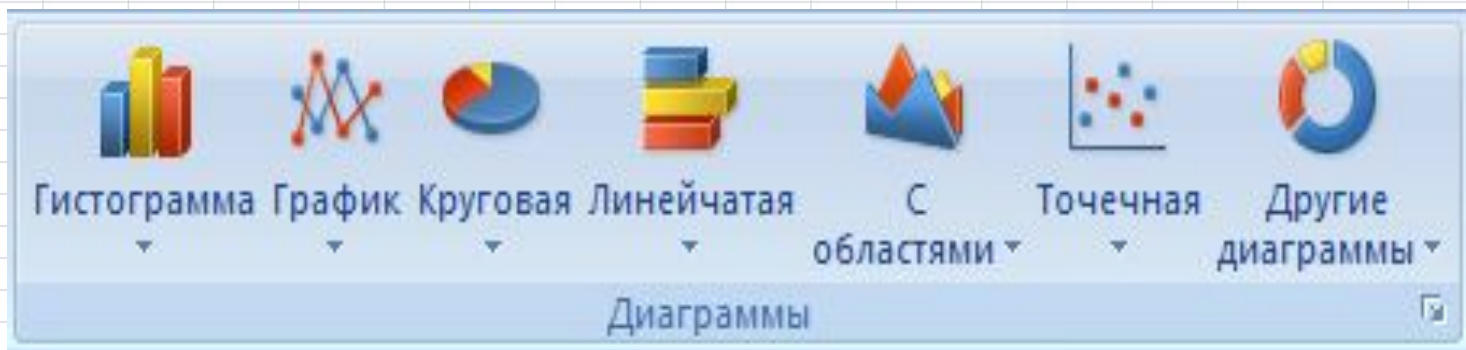 Гистограмма График Круговая Линейчатая С областями Точечная Другие диаграммы
Диаграммы